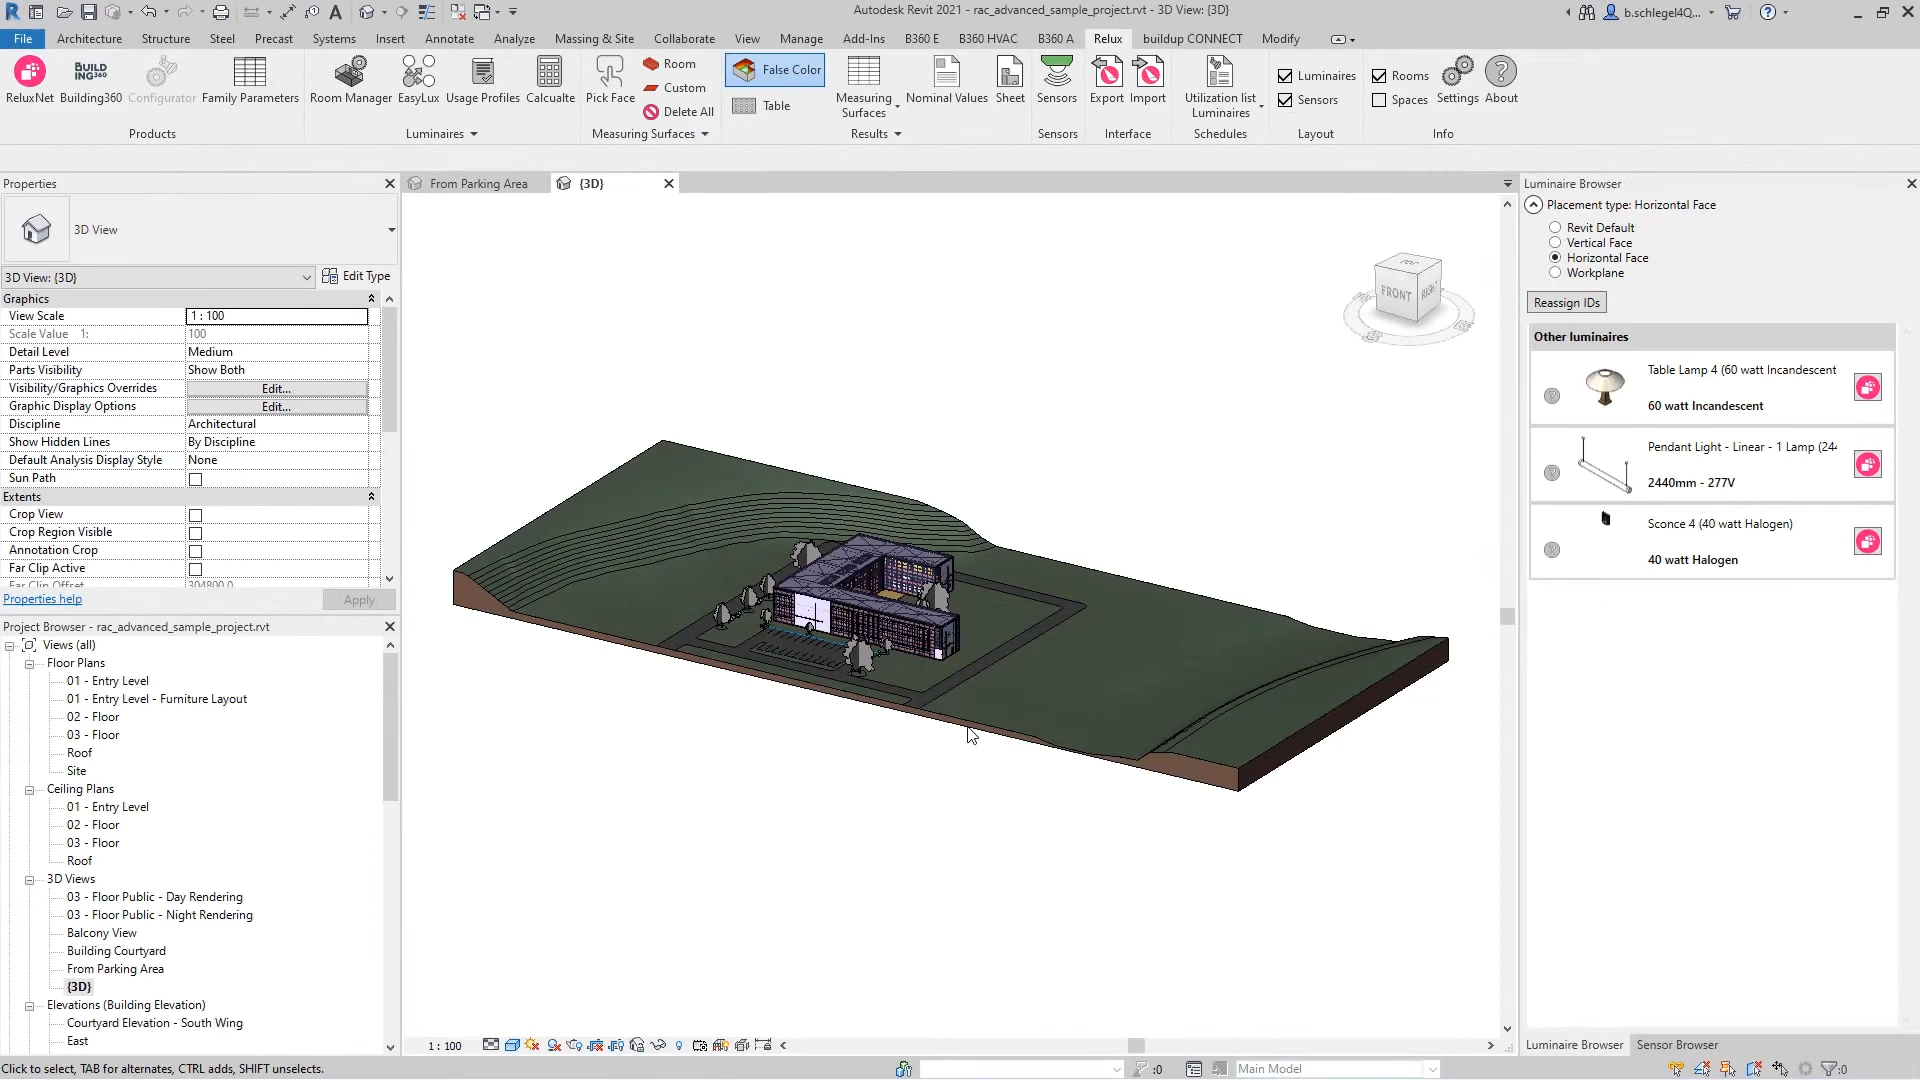 Autodesk Revit 2021 - rac_advanced_sample_project.rvt - 3D View: {3D}
b.schlegel4Q...
File Architecture Structure Steel Precast Systems Insert Annotate Analyze Massing & Site Collaborate View Manage Add-Ins B360 E B360 HVAC B360 A Relux buildup CONNECT Modify
BUILD
ING360
Room False Color Luminaires Rooms
Custom Sensors Spaces
ReluxNet Building360 Configurator Family Parameters Room Manager EasyLux Usage Profiles Calcualte Pick Face Table Measuring Surfaces Nominal Values Sheet Sensors Export Import Utilization list Luminaires Settings About
Delete All
Products Luminaires Measuring Surfaces Results Sensors Interface Schedules Layout Info
Properties
3D View
3D View: {3D} Edit Type
Graphics
View Scale 1 : 100
Scale Value 1: 100
Detail Level Medium
Parts Visibility Show Both
Visibility/Graphics Overrides Edit...
Graphic Display Options Edit...
Discipline Architectural
Show Hidden Lines By Discipline
Default Analysis Display Style None
Sun Path
Extents
Crop View
Crop Region Visible
Annotation Crop
Far Clip Active
Far Clip Offset 304800.0
Properties help Apply
Project Browser - rac_advanced_sample_project.rvt
Views (all)
Floor Plans
01 - Entry Level
01 - Entry Level - Furniture Layout
02 - Floor
03 - Floor
Roof
Site
Ceiling Plans
01 - Entry Level
02 - Floor
03 - Floor
Roof
3D Views
03 - Floor Public - Day Rendering
03 - Floor Public - Night Rendering
Balcony View
Building Courtyard
From Parking Area
{3D}
Elevations (Building Elevation)
Courtyard Elevation - South Wing
East
From Parking Area {3D}
TOP
FRONT RIGHT
S E
1 : 100
Luminaire Browser
Placement type: Horizontal Face
Revit Default
Vertical Face
Horizontal Face
Workplane
Reassign IDs
Other luminaires
Table Lamp 4 (60 watt Incandescent
60 watt Incandescent
Pendant Light - Linear - 1 Lamp (244
2440mm - 277V
Sconce 4 (40 watt Halogen)
40 watt Halogen
Luminaire Browser Sensor Browser
Click to select, TAB for alternates, CTRL adds, SHIFT unselects. :0 Main Model :0